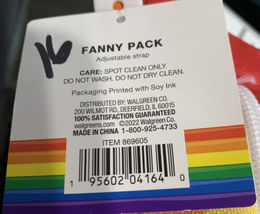 FANNY PACK
Adjustable strap
CARE: SPOT CLEAN ONLY.
DO NOT WASH. DO NOT DRY CLEAN.
Packaging Printed with Soy Ink
DISTRIBUTED BY: WALGREEN CO.
200 WILMOT RD., DEERFIELD, IL 60015
100% SATISFACTION GUARANTEED
walgreens.com ©2022 Walgreen Co.
MADE IN CHINA 1-800-925-4733
ITEM 869605
1 95602 04164 0